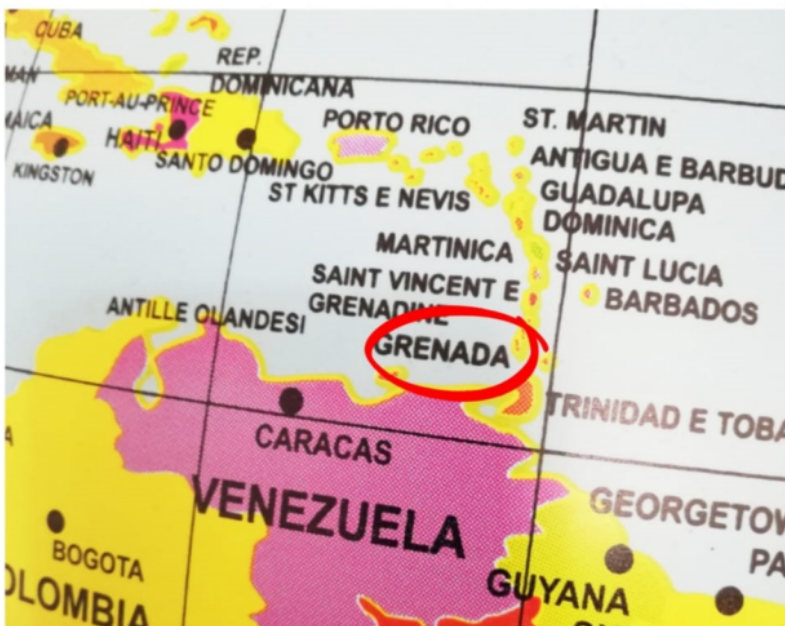 CUBA
REP.
DOMINICANA
PORT-AU-PRINCE
HAITI
KINGSTON
SANTO DOMINGO
PORTO RICO
ST. MARTIN
ANTIGUA E BARBUD
ST KITTS E NEVIS
GUADALUPA
DOMINICA
MARTINICA
SAINT LUCIA
SAINT VINCENT E
GRENADINE
BARBADOS
ANTILLE OLANDESI
GRENADA
TRINIDAD E TOBA
CARACAS
VENEZUELA
GEORGETOW
BOGOTA
GUYANA
PA
OLOMBIA